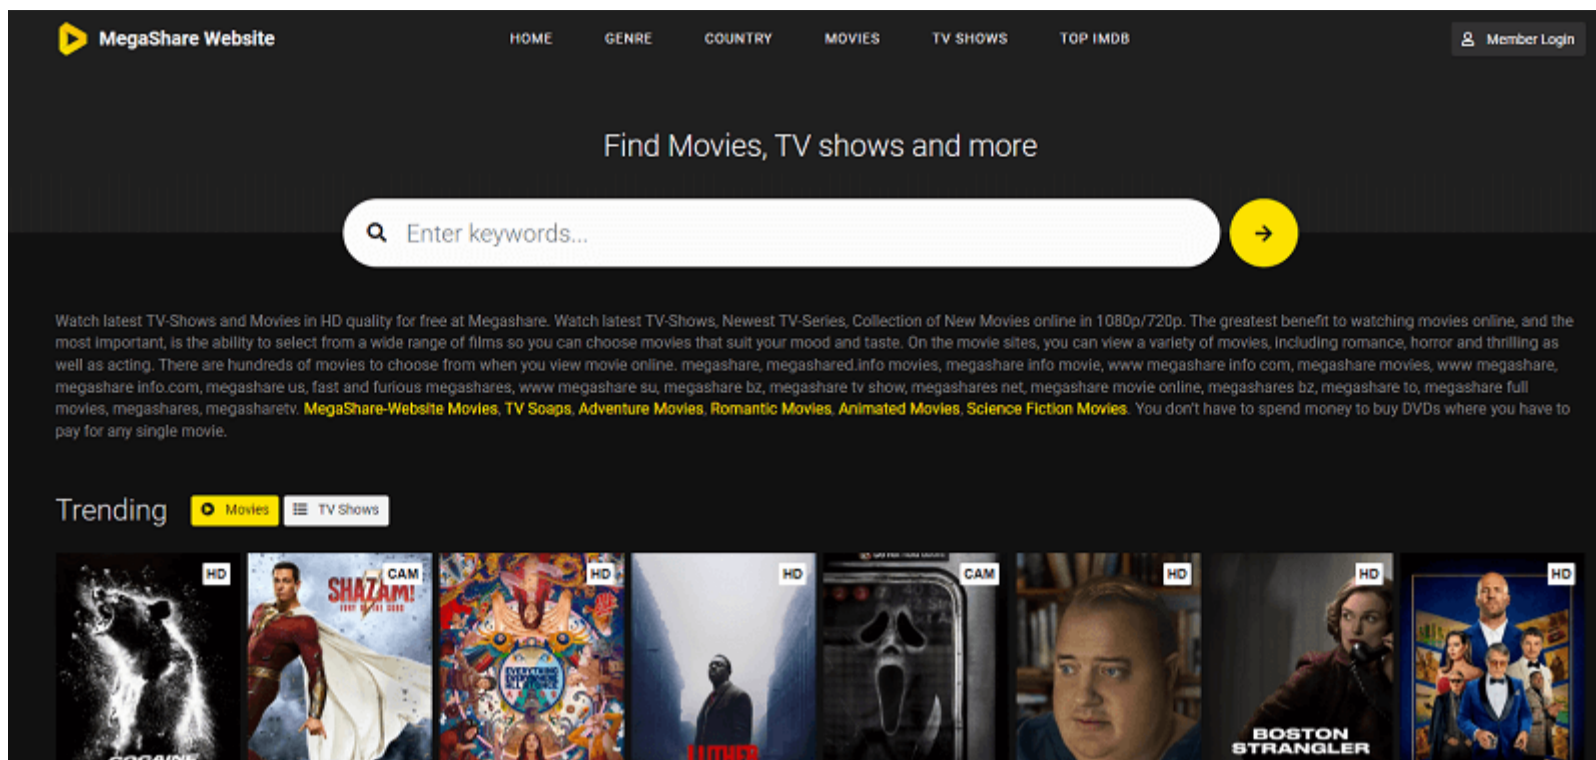 MegaShare Website
HOME
GENRE
COUNTRY
MOVIES
TV SHOWS
TOP IMDB
Member Login
Find Movies, TV shows and more
Enter keywords...
Watch latest TV-Shows and Movies in HD quality for free at Megashare. Watch latest TV-Shows, Newest TV-Series, Collection of New Movies online in 1080p/720p. The greatest benefit to watching movies online, and the
most important, is the ability to select from a wide range of films so you can choose movies that suit your mood and taste. On the movie sites, you can view a variety of movies, including romance, horror and thrilling as
well as acting. There are hundreds of movies to choose from when you view movie online. megashare, megashared.info movies, megashare info movie, www megashare info com, megashare movies, www megashare,
megashare info.com, megashare us, fast and furious megashares, www megashare su, megashare bz, megashare tv show, megashares net, megashare movie online, megashares bz, megashare to, megashare full
movies, megashares, megasharetv. MegaShare-Website Movies, TV Soaps, Adventure Movies, Romantic Movies, Animated Movies, Science Fiction Movies. You don't have to spend money to buy DVDs where you have to
pay for any single movie.
Trending
Movies
TV Shows
HD
CAM
HD
HD
CAM
HD
HD
HD
SHAZAM!
EVERYTHING
EVERYWHERE
ALL AT ONCE
LUTHER
BOSTON
STRANGLER
COCAINE